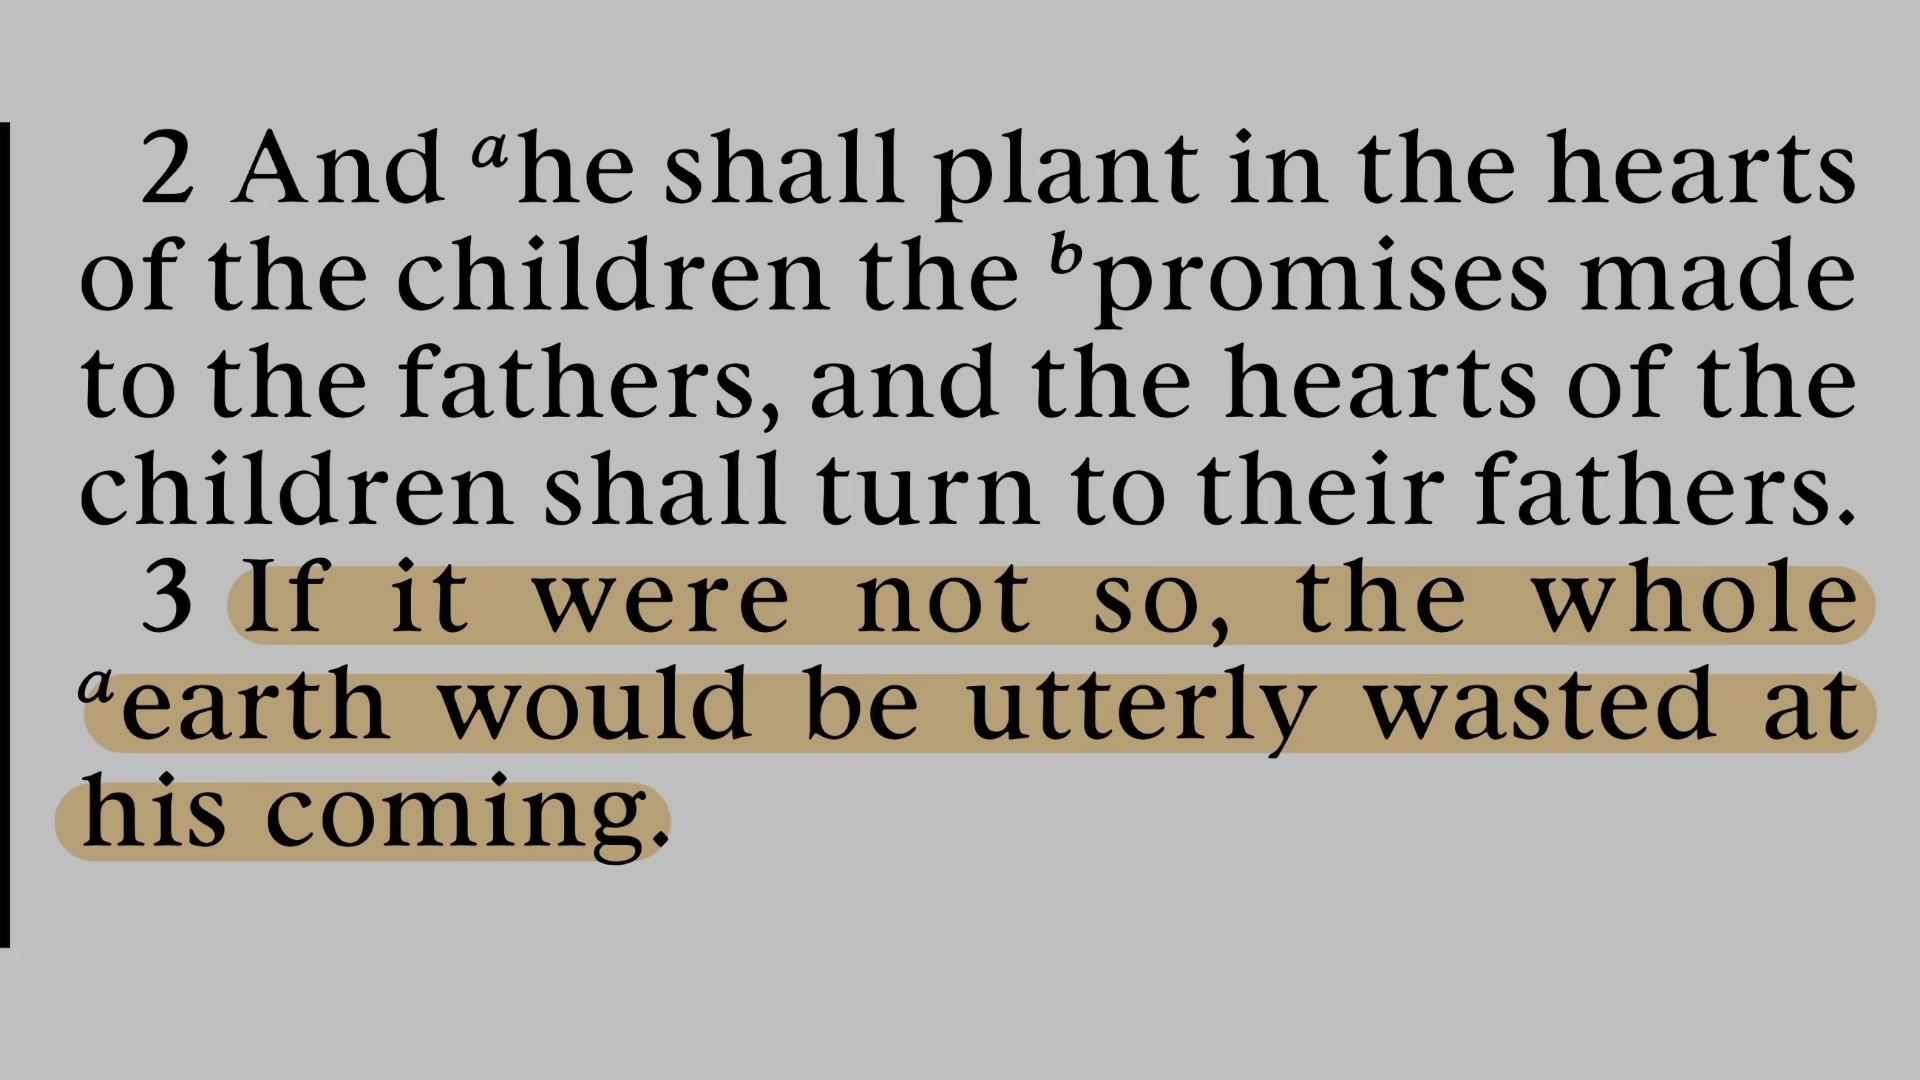 2 And ᵃhe shall plant in the hearts
of the children the ᵇpromises made
to the fathers, and the hearts of the
children shall turn to their fathers.
3 If it were not so, the whole
ᵃearth would be utterly wasted at
his coming.